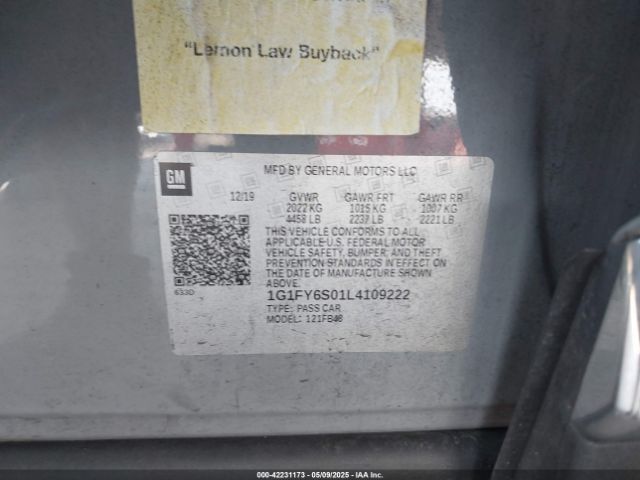 "Lemon Law Buyback"
GM
MFD BY GENERAL MOTORS LLC
12/19 GVWR GAWR FRT GAWR RR
2022 KG 1015 KG 1007 KG
4458 LB 2237 LB 2221 LB
THIS VEHICLE CONFORMS TO ALL
APPLICABLE U.S. FEDERAL MOTOR
VEHICLE SAFETY, BUMPER, AND THEFT
PREVENTION STANDARDS IN EFFECT ON
THE DATE OF MANUFACTURE SHOWN
ABOVE.
633D
1G1FY6S01L4109222
TYPE: PASS CAR
MODEL: 121FB48
000-42231173 - 05/09/2025 - IAA Inc.